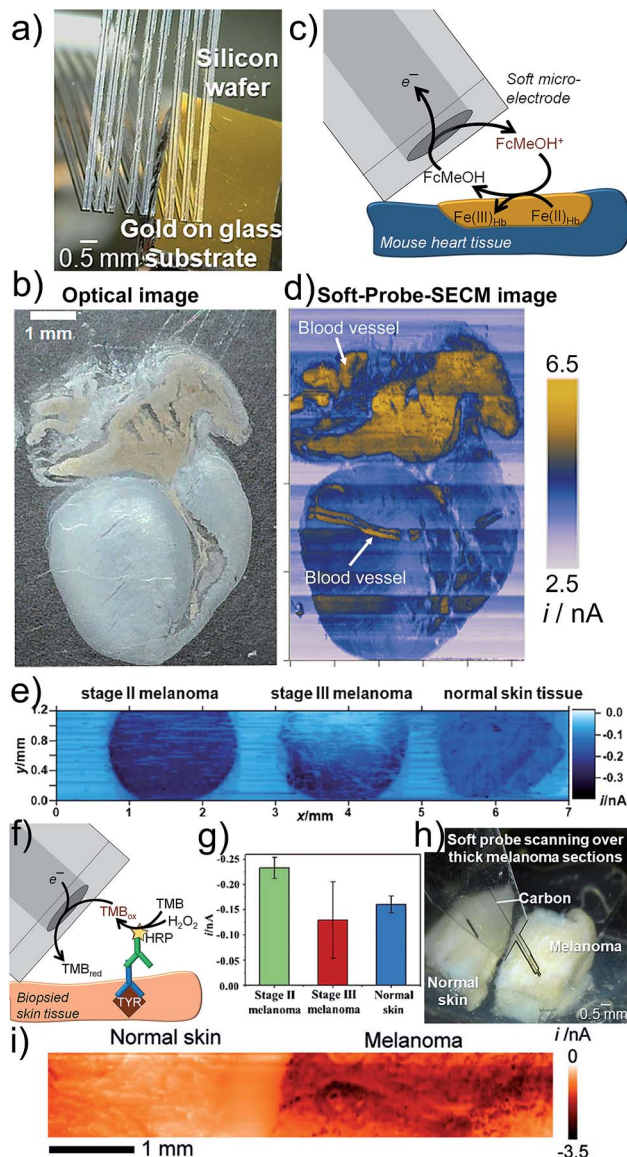 a)
Silicon
wafer
Gold on glass
0.5 mm substrate
c)
e⁻
Soft micro-
electrode
FcMeOH⁺
FcMeOH
Fe(III)Hb
Fe(II)Hb
Mouse heart tissue
b)
Optical image
1 mm
d)
Soft-Probe-SECM image
Blood vessel
Blood vessel
6.5
2.5
i / nA
e)
stage II melanoma
stage III melanoma
normal skin tissue
1.2
0.8
0.4
0.0
y/mm
0
1
2
3
4
5
6
7
x/mm
0.0
-0.1
-0.2
-0.3
i/nA
f)
e⁻
TMBox
TMB
H₂O₂
HRP
TMBred
TYR
Biopsied
skin tissue
g)
-0.25
-0.20
-0.15
-0.10
-0.05
0.00
i/nA
Stage II
melanoma
Stage III
melanoma
Normal
skin
h)
Soft probe scanning over
thick melanoma sections
Carbon
Melanoma
Normal
skin
0.5 mm
i)
Normal skin
Melanoma
i /nA
0
-3.5
1 mm